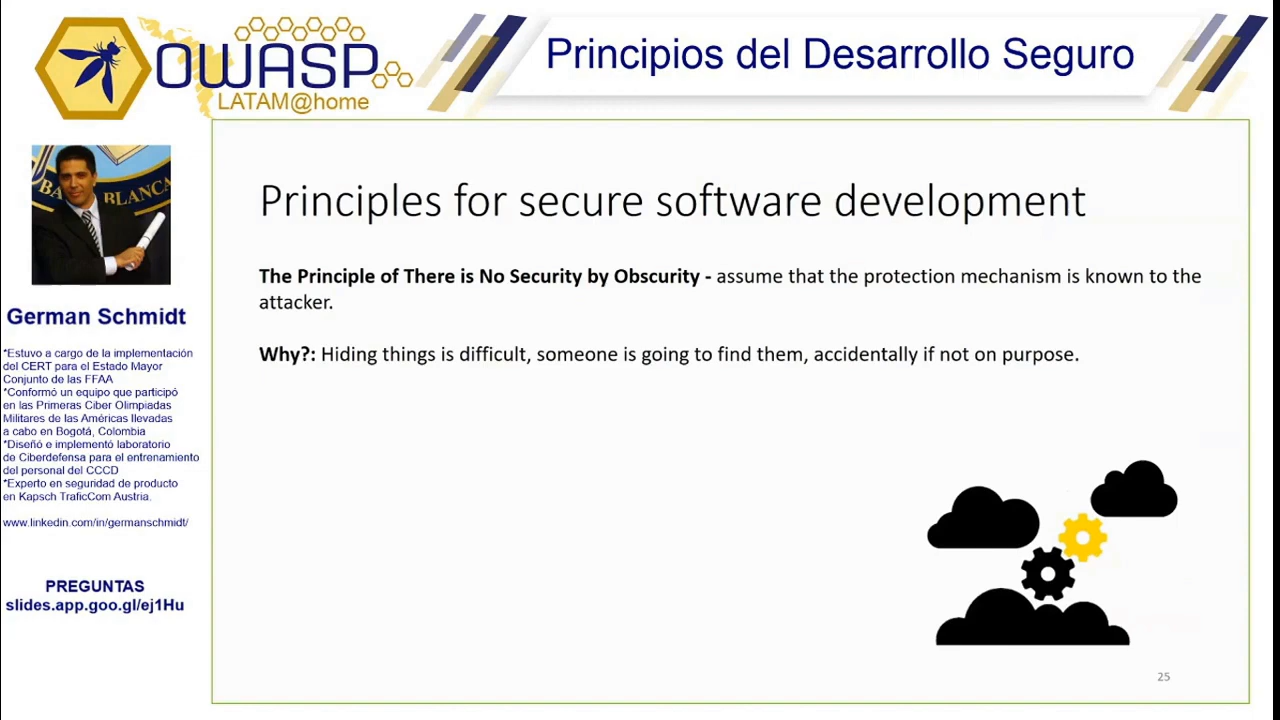 OWASP
LATAM@home
Principios del Desarrollo Seguro
BA BLANCA
German Schmidt
*Estuvo a cargo de la implementación
del CERT para el Estado Mayor
Conjunto de las FFAA
*Conformó un equipo que participó
en las Primeras Ciber Olimpiadas
Militares de las Américas llevadas
a cabo en Bogotá, Colombia
*Diseñó e implementó laboratorio
de Ciberdefensa para el entrenamiento
del personal del CCCD
*Experto en seguridad de producto
en Kapsch TraficCom Austria.
www.linkedin.com/in/germanschmidt/
PREGUNTAS
slides.app.goo.gl/ej1Hu
Principles for secure software development
The Principle of There is No Security by Obscurity - assume that the protection mechanism is known to the
attacker.
Why?: Hiding things is difficult, someone is going to find them, accidentally if not on purpose.
25